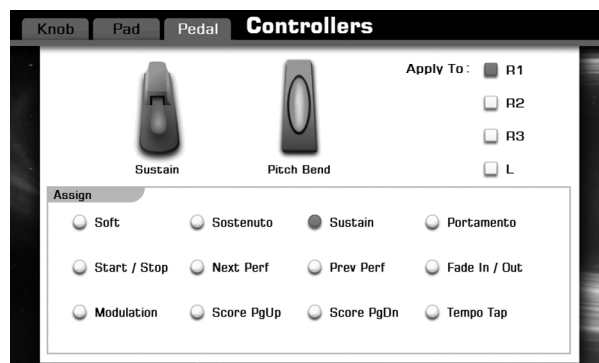 Knob Pad Pedal Controllers
Apply To: R1
R2
R3
L
Sustain Pitch Bend
Assign
Soft Sostenuto Sustain Portamento
Start / Stop Next Perf Prev Perf Fade In / Out
Modulation Score PgUp Score PgDn Tempo Tap